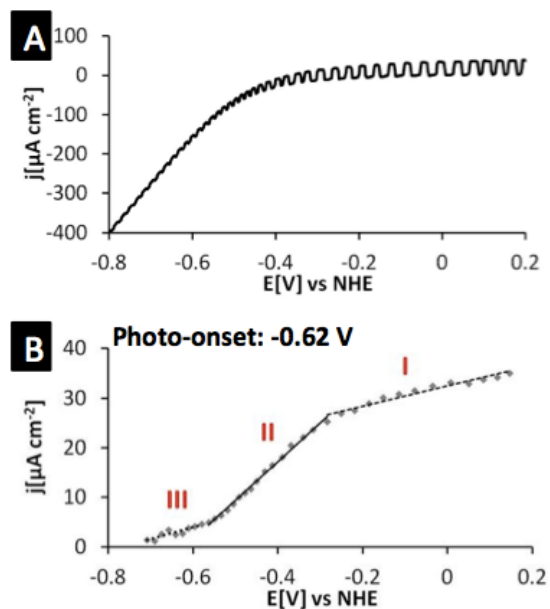 A
100
0
-100
-200
-300
-400
j[µA cm-2]
-0.8 -0.6 -0.4 -0.2 0 0.2
E[V] vs NHE
B
Photo-onset: -0.62 V
40
30
20
10
0
j[µA cm-2]
I
II
III
-0.8 -0.6 -0.4 -0.2 0 0.2
E[V] vs NHE